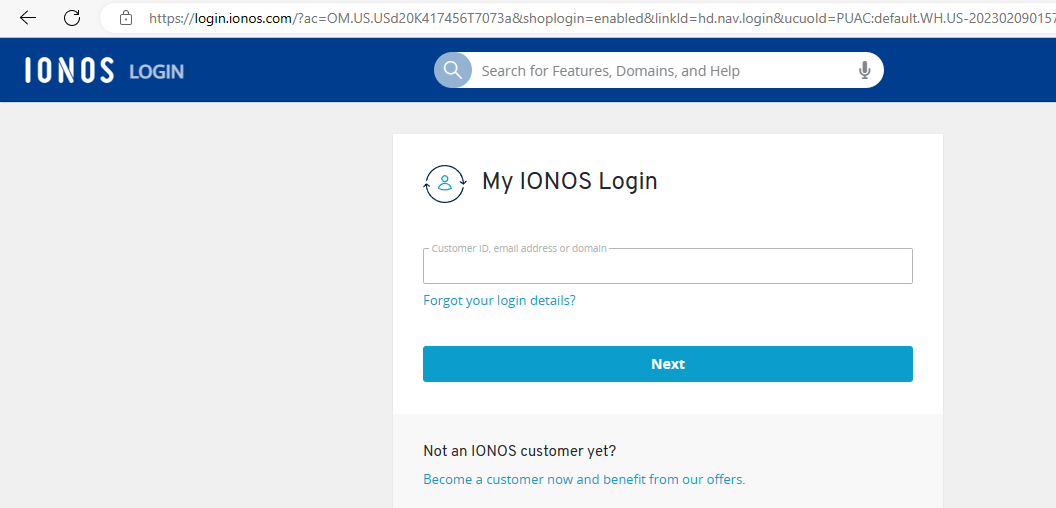 https://login.ionos.com/?ac=OM.US.USd20K417456T7073a&shoplogin=enabled&linkId=hd.nav.login&ucuoId=PUAC:default.WH.US-202302090157
IONOS LOGIN
Search for Features, Domains, and Help
My IONOS Login
Customer ID, email address or domain
Forgot your login details?
Next
Not an IONOS customer yet?
Become a customer now and benefit from our offers.